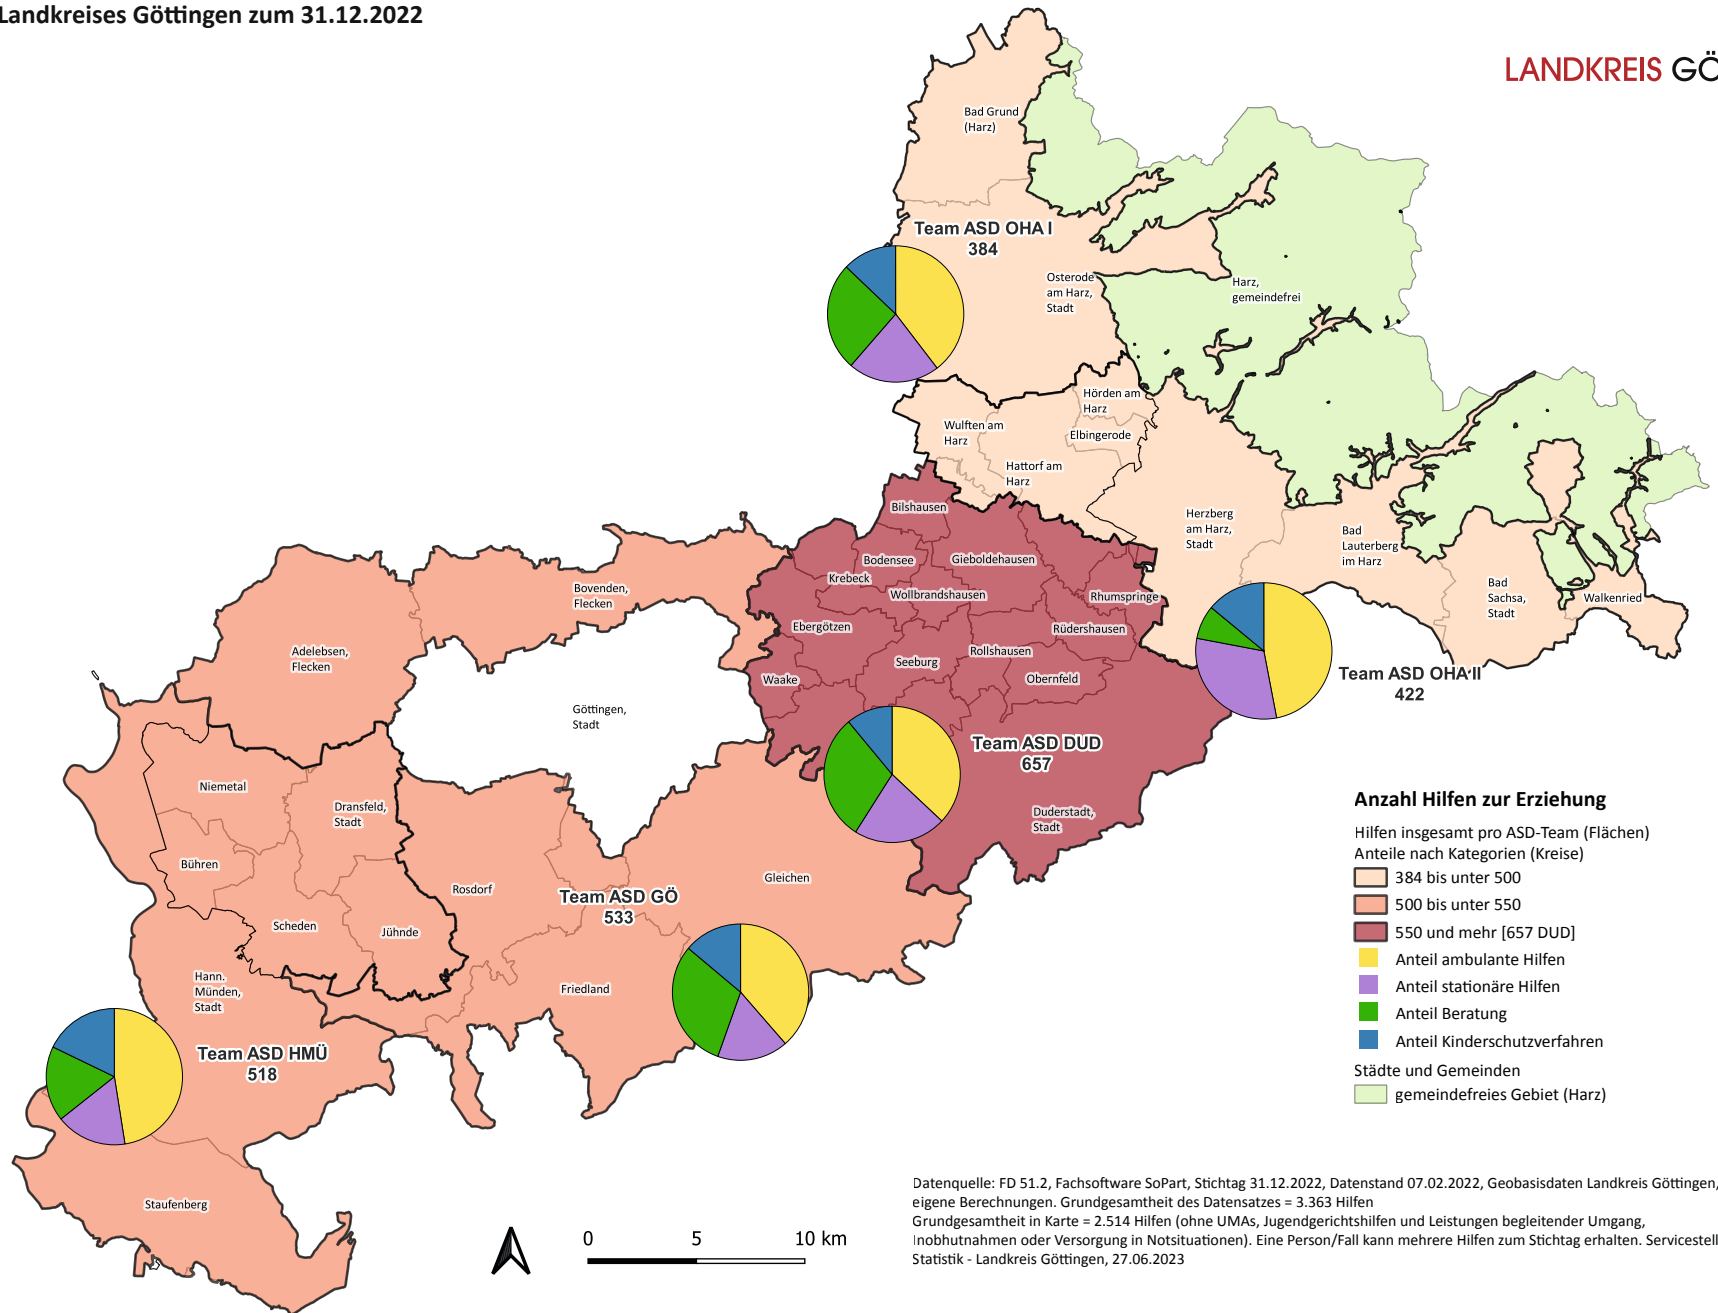 Landkreises Göttingen zum 31.12.2022
LANDKREIS GÖ
Bad Grund
(Harz)
Team ASD OHA I
384
Osterode
am Harz,
Stadt
Harz,
gemeindefrei
Hörden am
Harz
Wulften am
Harz
Elbingerode
Hattorf am
Harz
Herzberg
am Harz,
Stadt
Bad
Lauterberg
im Harz
Bad
Sachsa,
Stadt
Walkenried
Team ASD OHA II
422
Bilshausen
Bodensee
Gieboldehausen
Krebeck
Wollbrandshausen
Rhumspringe
Ebergötzen
Rüdershausen
Rollshausen
Seeburg
Waake
Obernfeld
Team ASD DUD
657
Duderstadt,
Stadt
Bovenden,
Flecken
Adelebsen,
Flecken
Göttingen,
Stadt
Niemetal
Dransfeld,
Stadt
Bühren
Scheden
Jühnde
Rosdorf
Gleichen
Team ASD GÖ
533
Friedland
Hann.
Münden,
Stadt
Team ASD HMÜ
518
Staufenberg
Anzahl Hilfen zur Erziehung
Hilfen insgesamt pro ASD-Team (Flächen)
Anteile nach Kategorien (Kreise)
384 bis unter 500
500 bis unter 550
550 und mehr [657 DUD]
Anteil ambulante Hilfen
Anteil stationäre Hilfen
Anteil Beratung
Anteil Kinderschutzverfahren
Städte und Gemeinden
gemeindefreies Gebiet (Harz)
0 5 10 km
Datenquelle: FD 51.2, Fachsoftware SoPart, Stichtag 31.12.2022, Datenstand 07.02.2022, Geobasisdaten Landkreis Göttingen,
eigene Berechnungen. Grundgesamtheit des Datensatzes = 3.363 Hilfen
Grundgesamtheit in Karte = 2.514 Hilfen (ohne UMAs, Jugendgerichtshilfen und Leistungen begleitender Umgang,
Inobhutnahmen oder Versorgung in Notsituationen). Eine Person/Fall kann mehrere Hilfen zum Stichtag erhalten. Servicestell
Statistik - Landkreis Göttingen, 27.06.2023